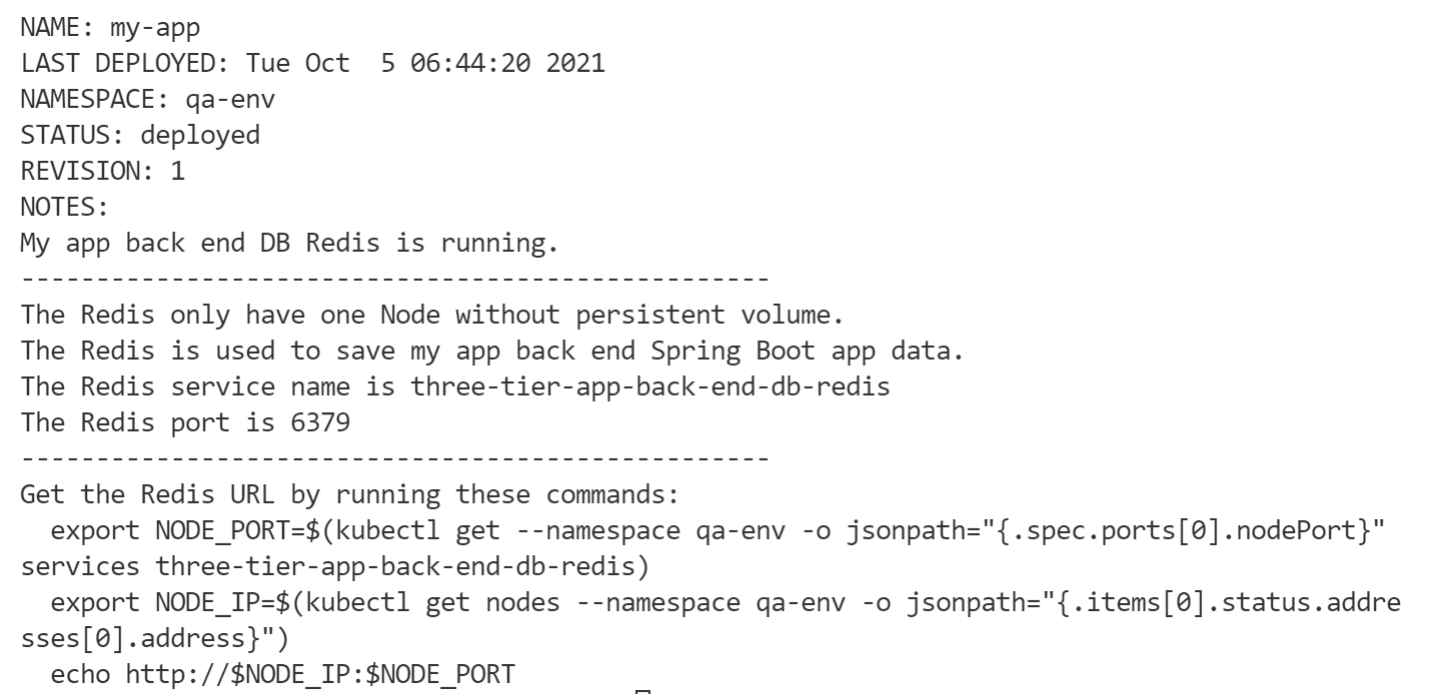 NAME: my-app
LAST DEPLOYED: Tue Oct  5 06:44:20 2021
NAMESPACE: qa-env
STATUS: deployed
REVISION: 1
NOTES:
My app back end DB Redis is running.
--------------------------------------------------
The Redis only have one Node without persistent volume.
The Redis is used to save my app back end Spring Boot app data.
The Redis service name is three-tier-app-back-end-db-redis
The Redis port is 6379
--------------------------------------------------
Get the Redis URL by running these commands:
  export NODE_PORT=$(kubectl get --namespace qa-env -o jsonpath="{.spec.ports[0].nodePort}"
services three-tier-app-back-end-db-redis)
  export NODE_IP=$(kubectl get nodes --namespace qa-env -o jsonpath="{.items[0].status.addre
sses[0].address}")
  echo http://$NODE_IP:$NODE_PORT